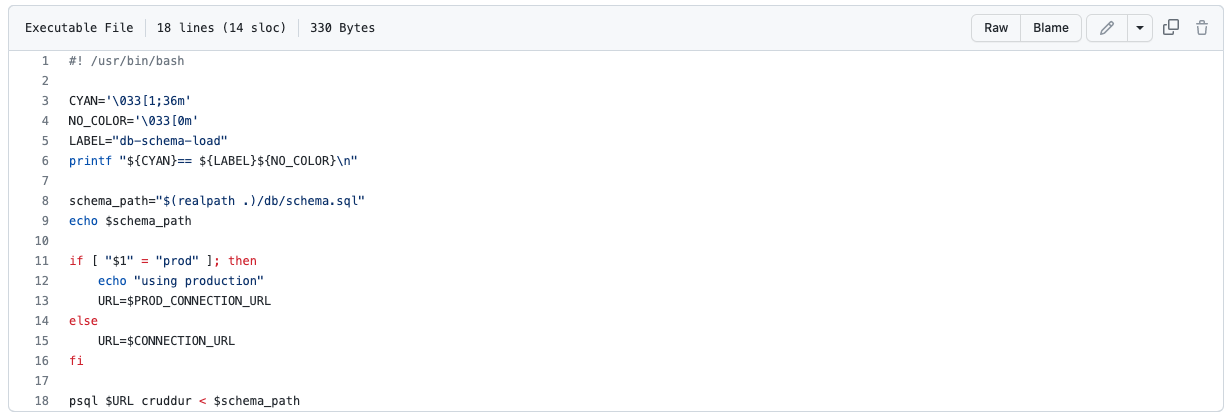 Executable File 18 lines (14 sloc) 330 Bytes Raw Blame
1 #! /usr/bin/bash
2
3 CYAN='\033[1;36m'
4 NO_COLOR='\033[0m'
5 LABEL="db-schema-load"
6 printf "${CYAN}== ${LABEL}${NO_COLOR}\n"
7
8 schema_path="$(realpath .)/db/schema.sql"
9 echo $schema_path
10
11 if [ "$1" = "prod" ]; then
12     echo "using production"
13     URL=$PROD_CONNECTION_URL
14 else
15     URL=$CONNECTION_URL
16 fi
17
18 psql $URL cruddur < $schema_path